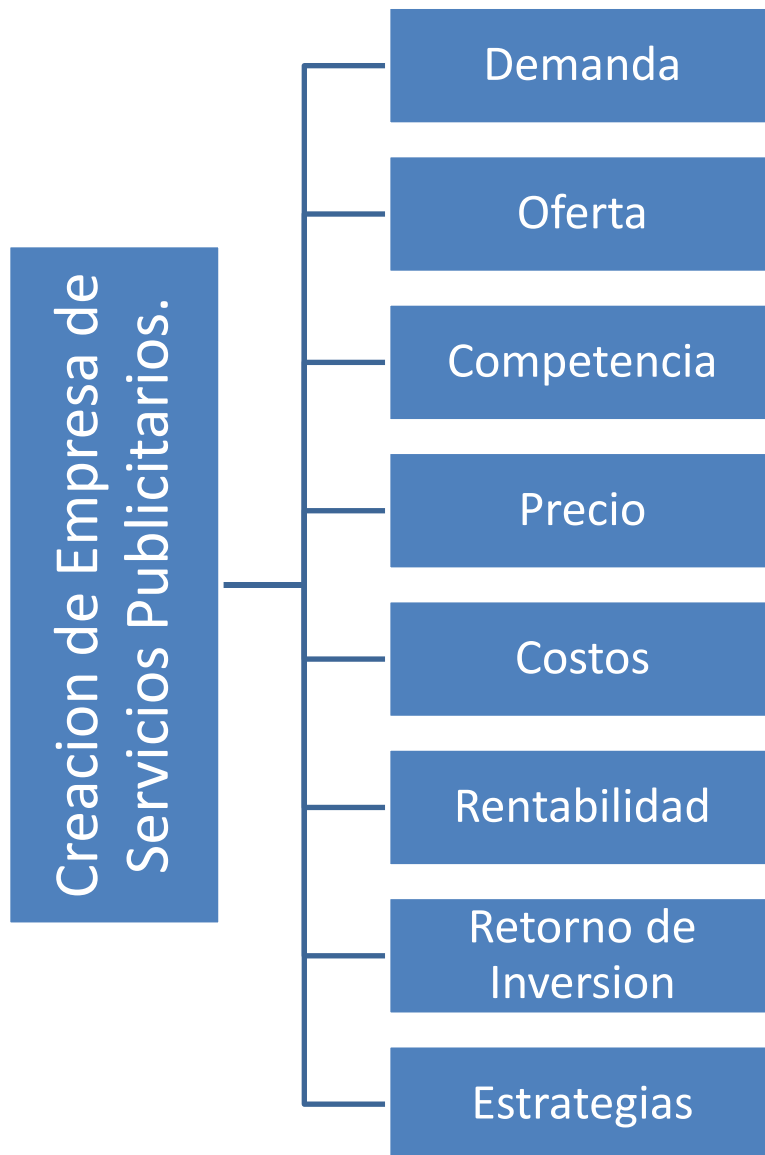 Creacion de Empresa de
Servicios Publicitarios.
Demanda
Oferta
Competencia
Precio
Costos
Rentabilidad
Retorno de
Inversion
Estrategias